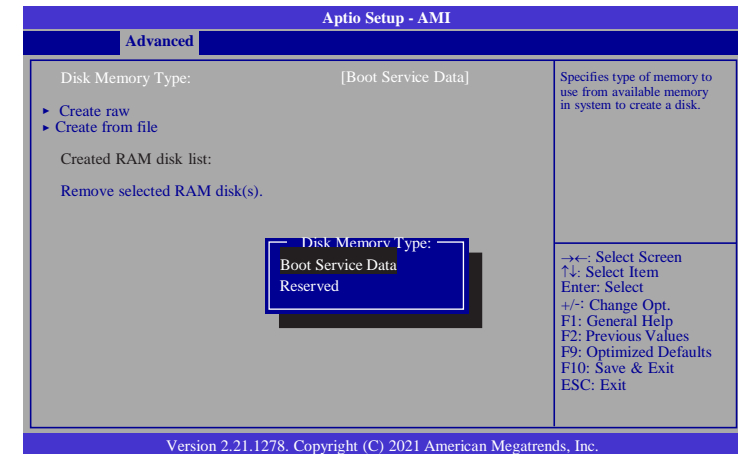 Aptio Setup - AMI
Advanced
Disk Memory Type: [Boot Service Data]
► Create raw
► Create from file
Created RAM disk list:
Remove selected RAM disk(s).
Disk Memory Type:
Boot Service Data
Reserved
Specifies type of memory to
use from available memory
in system to create a disk.
→←: Select Screen
↑↓: Select Item
Enter: Select
+/-: Change Opt.
F1: General Help
F2: Previous Values
F9: Optimized Defaults
F10: Save & Exit
ESC: Exit
Version 2.21.1278. Copyright (C) 2021 American Megatrends, Inc.